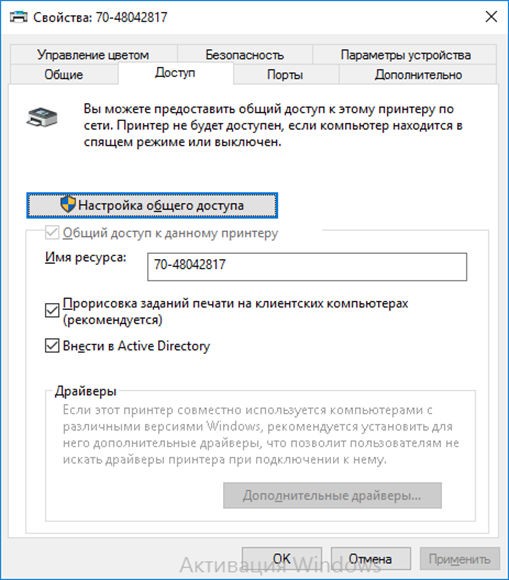 Свойства: 70-48042817
Управление цветом Безопасность Параметры устройства
Общие Доступ Порты Дополнительно
Вы можете предоставить общий доступ к этому принтеру по
сети. Принтер не будет доступен, если компьютер находится в
спящем режиме или выключен.
Настройка общего доступа
Общий доступ к данному принтеру
Имя ресурса: 70-48042817
Прорисовка заданий печати на клиентских компьютерах
(рекомендуется)
Внести в Active Directory
Драйверы
Если этот принтер совместно используется компьютерами с
различными версиями Windows, рекомендуется установить для
него дополнительные драйверы, что позволит пользователям не
искать драйверы принтера при подключении к нему.
Дополнительные драйверы...
OK Отмена Применить
Активация Windows